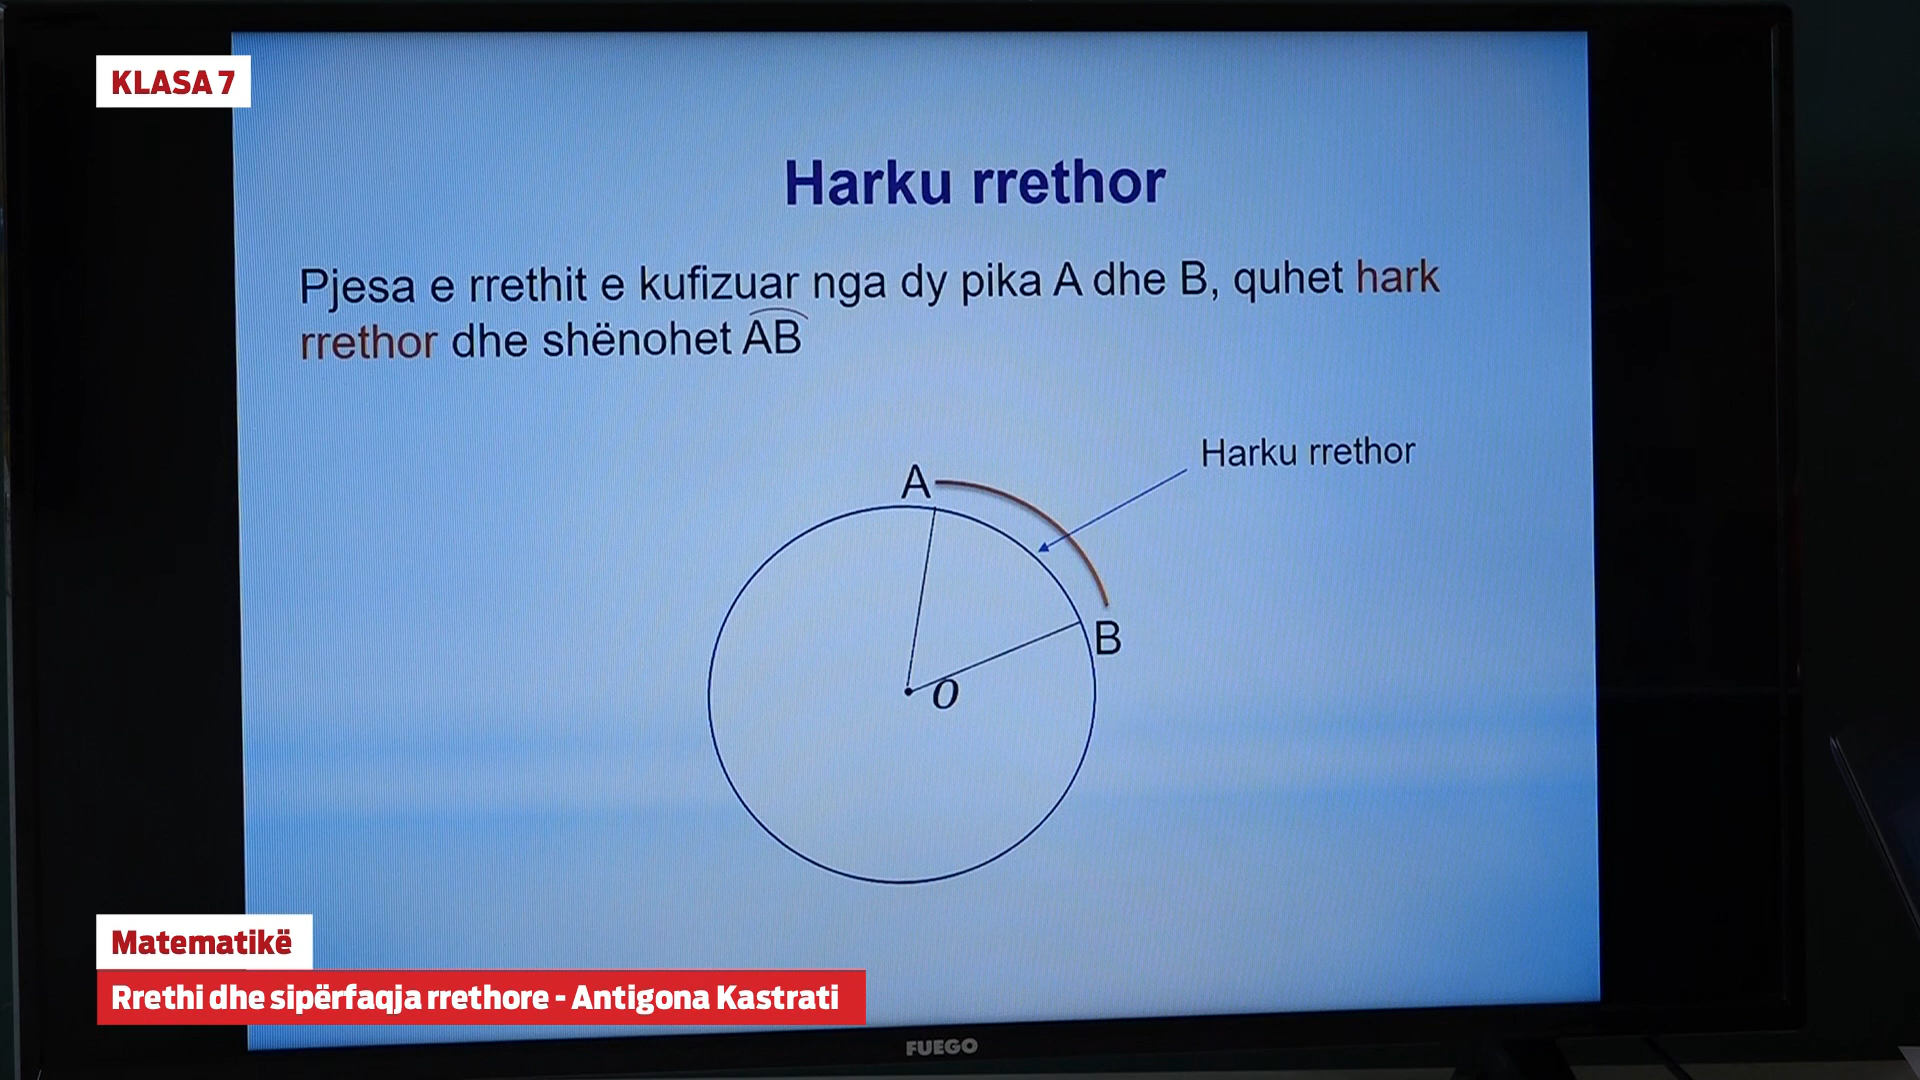 KLASA 7
Harku rrethor
Pjesa e rrethit e kufizuar nga dy pika A dhe B, quhet hark
rrethor dhe shënohet AB
Harku rrethor
A
B
O
Matematikë
Rrethi dhe sipërfaqja rrethore - Antigona Kastrati
FUEGO